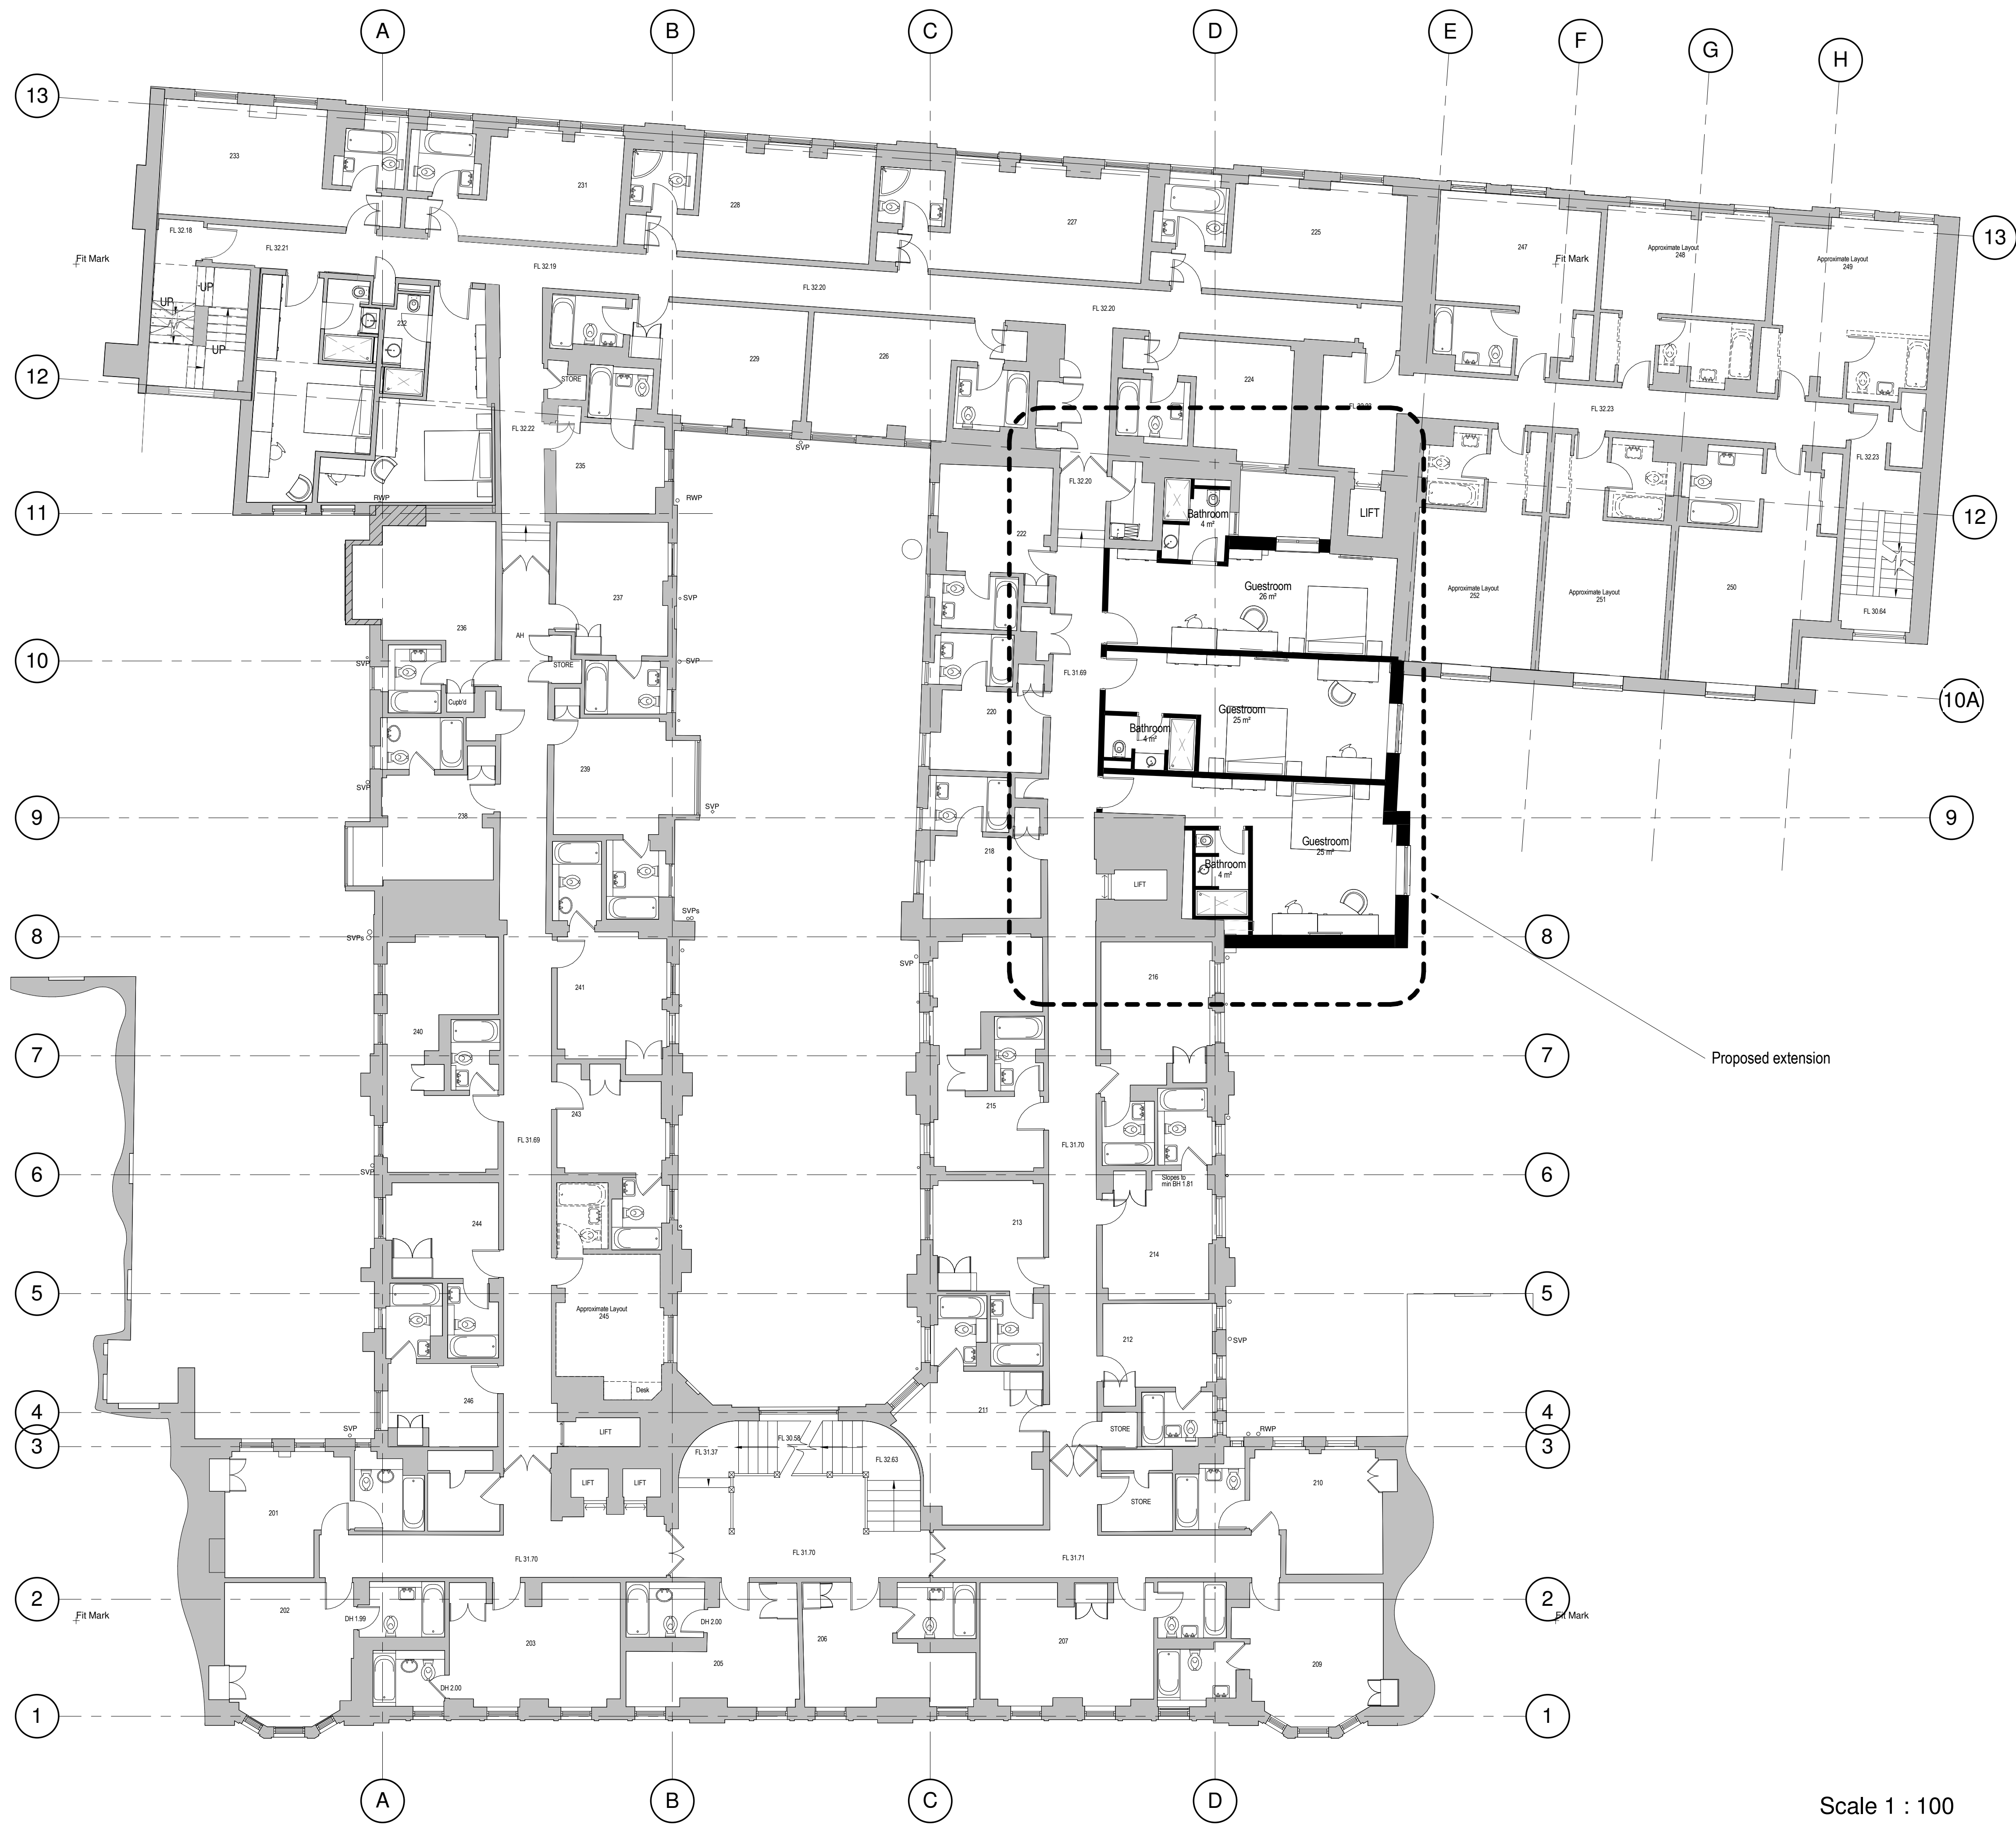 A
B
C
D
E
F
G
H
13
13
233
231
228
227
225
247
Approximate Layout
248
Approximate Layout
249
FL 32.18
FL 32.21
FL 32.19
FL 32.20
FL 32.20
Fit Mark
Fit Mark
UP
UP
UP
232
229
226
224
STORE
12
FL 32.22
FL 32.23
FL 32.23
SVP
235
RWP
RWP
FL 32.20
11
12
222
Bathroom
4 m²
LIFT
236
237
SVP
AH
Guestroom
26 m²
Approximate Layout
252
Approximate Layout
251
250
FL 30.64
10
SVP
STORE
SVP
Cupb'd
FL 31.69
10A
220
Guestroom
25 m²
Bathroom
4 m²
239
SVP
SVP
9
238
9
218
Guestroom
25 m²
Bathroom
4 m²
LIFT
SVPs
8
SVPs
SVP
8
241
216
240
7
7
Proposed extension
243
215
FL 31.69
FL 31.70
6
SVP
6
Slopes to
min BH 1.81
244
213
214
5
5
Approximate Layout
245
212
SVP
Desk
246
211
4
4
SVP
LIFT
FL 31.37
FL 30.58
FL 32.63
STORE
RWP
3
3
LIFT
LIFT
201
STORE
210
FL 31.70
FL 31.70
FL 31.71
2
2
Fit Mark
Fit Mark
202
DH 1.99
DH 2.00
203
205
206
207
209
DH 2.00
1
1
A
B
C
D
Scale 1 : 100